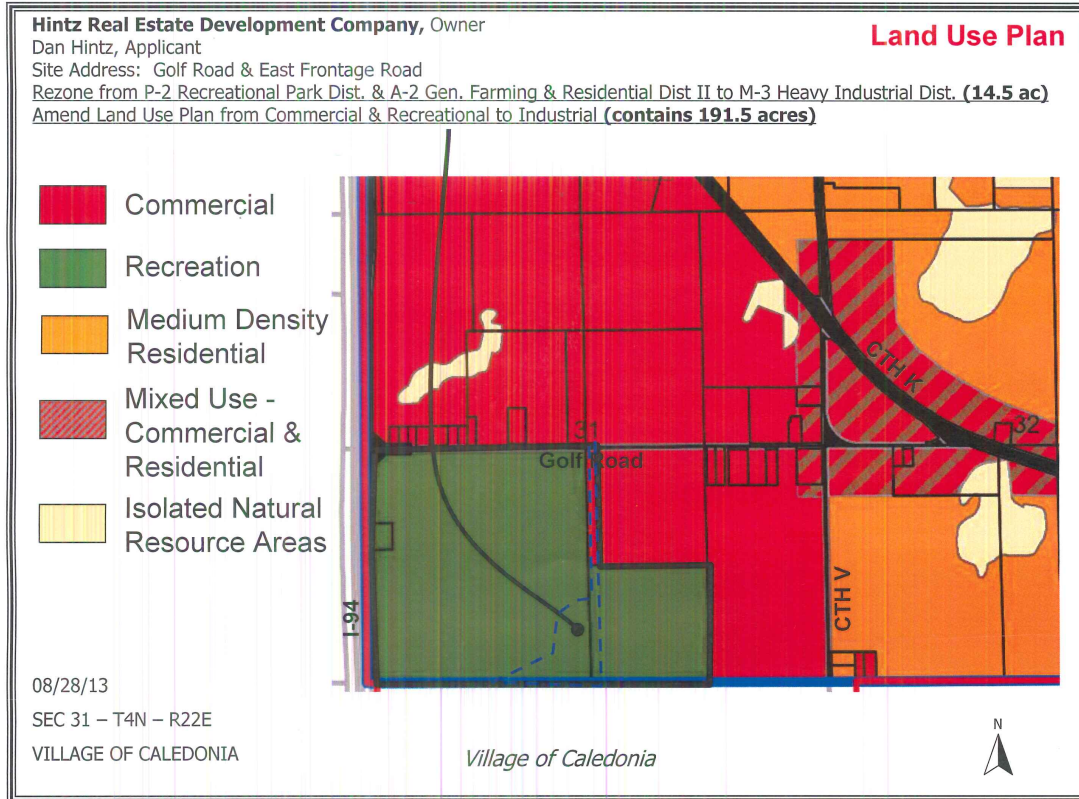 Hintz Real Estate Development Company, Owner
Land Use Plan
Dan Hintz, Applicant
Site Address: Golf Road & East Frontage Road
Rezone from P-2 Recreational Park Dist. & A-2 Gen. Farming & Residential Dist II to M-3 Heavy Industrial Dist. (14.5 ac)
Amend Land Use Plan from Commercial & Recreational to Industrial (contains 191.5 acres)
Commercial
Recreation
Medium Density
Residential
Mixed Use -
Commercial &
Residential
Isolated Natural
Resource Areas
CTH K
32
31
Golf Road
I-94
CTH V
08/28/13
SEC 31 – T4N – R22E
VILLAGE OF CALEDONIA
Village of Caledonia
N